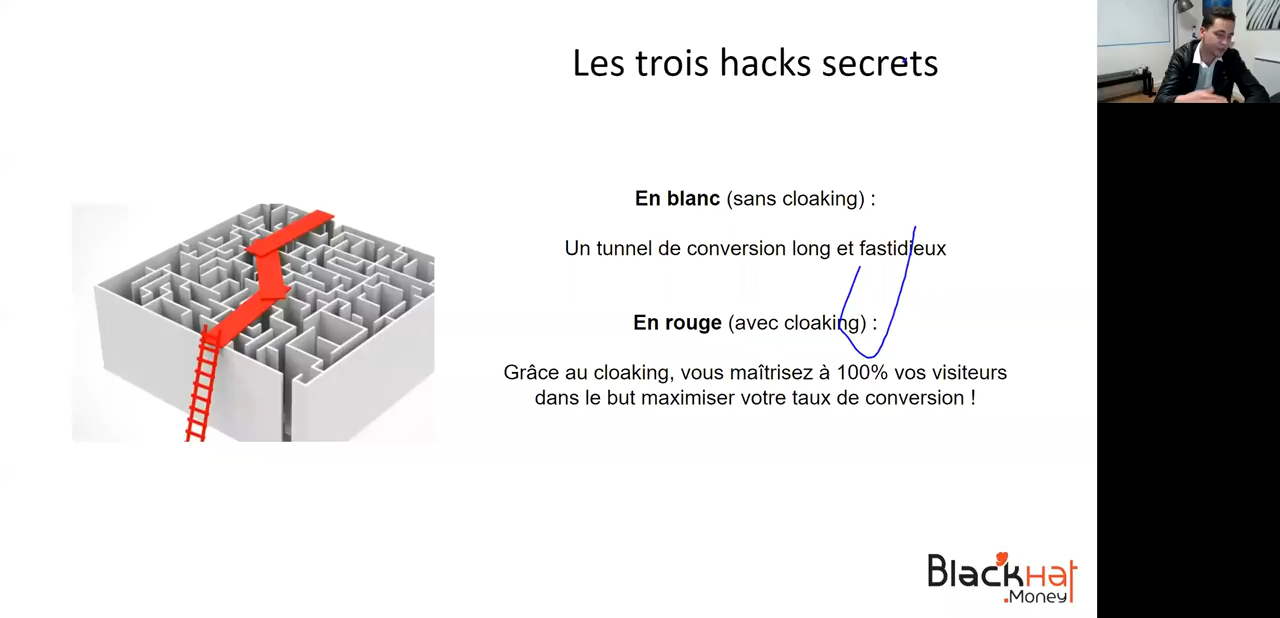 Les trois hacks secrets
En blanc (sans cloaking) :
Un tunnel de conversion long et fastidieux
En rouge (avec cloaking) :
Grâce au cloaking, vous maîtrisez à 100% vos visiteurs
dans le but maximiser votre taux de conversion !
BlackHat
.Money